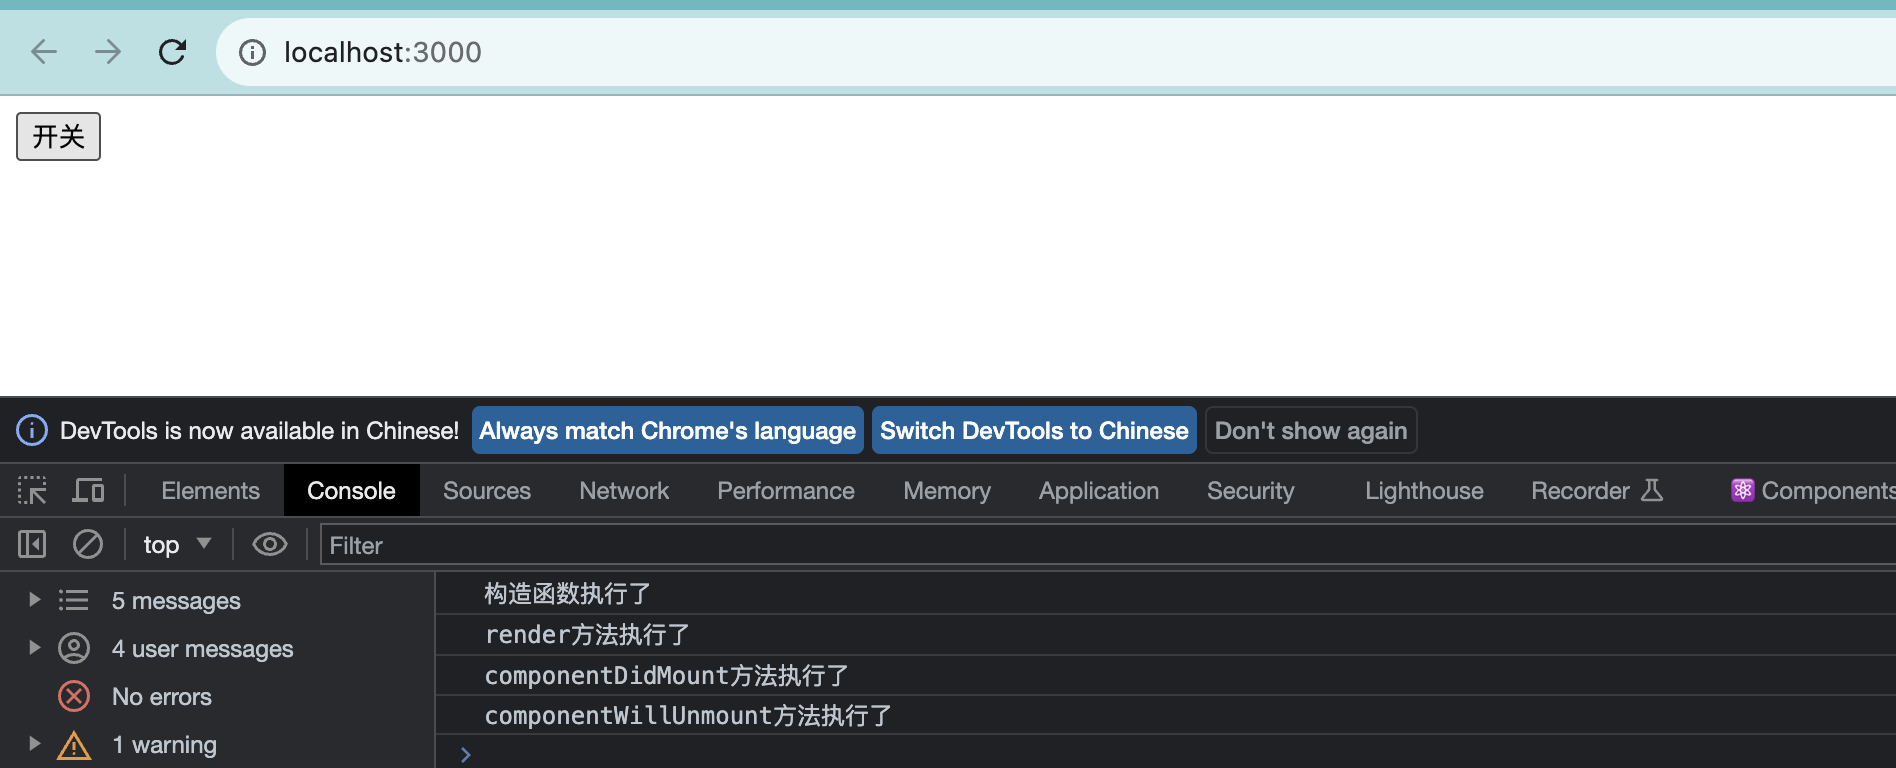 localhost:3000
开关
DevTools is now available in Chinese! Always match Chrome's language Switch DevTools to Chinese Don't show again
Elements Console Sources Network Performance Memory Application Security Lighthouse Recorder Components
top Filter
5 messages
4 user messages
No errors
1 warning
构造函数执行了
render方法执行了
componentDidMount方法执行了
componentWillUnmount方法执行了